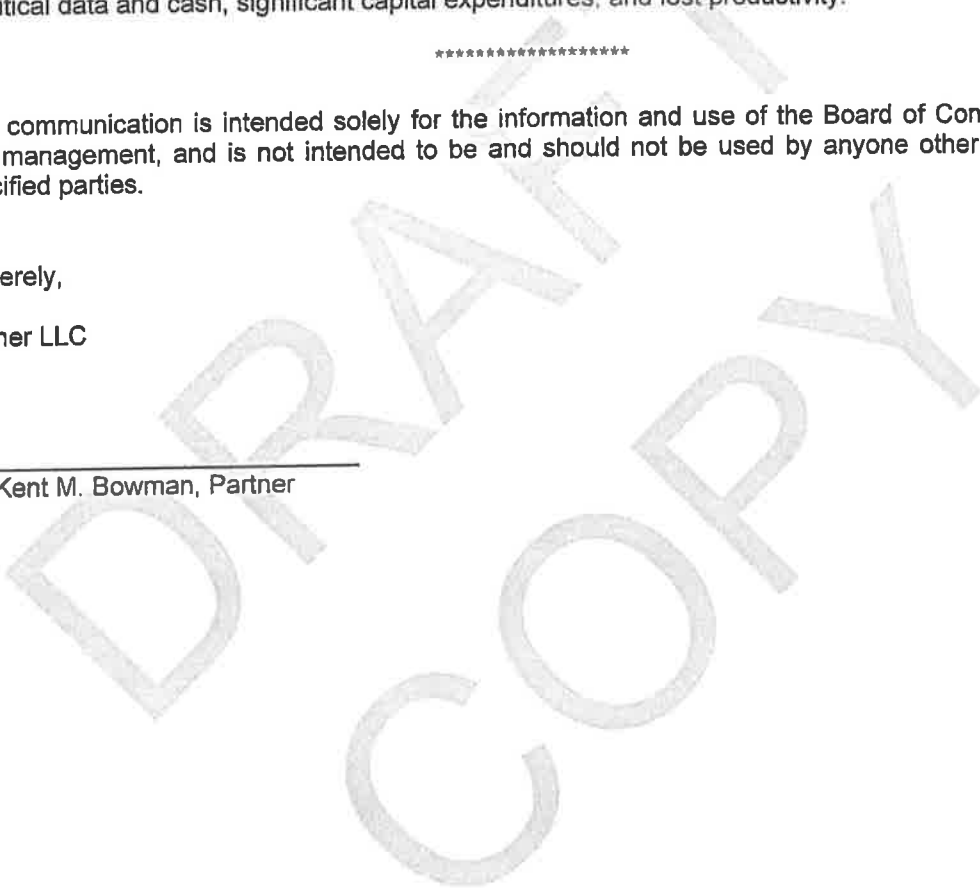 tical data and cash, significant capital expenditures, and lost productivity.
*******************
communication is intended solely for the information and use of the Board of Con
management, and is not intended to be and should not be used by anyone other
cified parties.
erely,
ner LLC
Kent M. Bowman, Partner
DRAFT
COPY